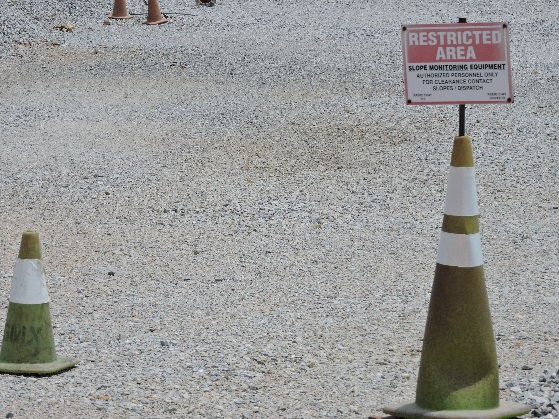 RESTRICTED
AREA
SLOPE MONITORING EQUIPMENT
AUTHORIZED PERSONNEL ONLY
FOR CLEARANCE CONTACT
SLOPES / DISPATCH